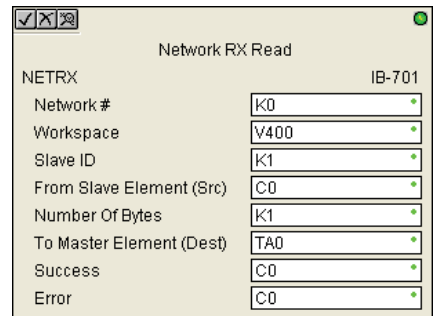 Network RX Read
NETRX IB-701
Network # K0
Workspace V400
Slave ID K1
From Slave Element (Src) C0
Number Of Bytes K1
To Master Element (Dest) TA0
Success C0
Error C0